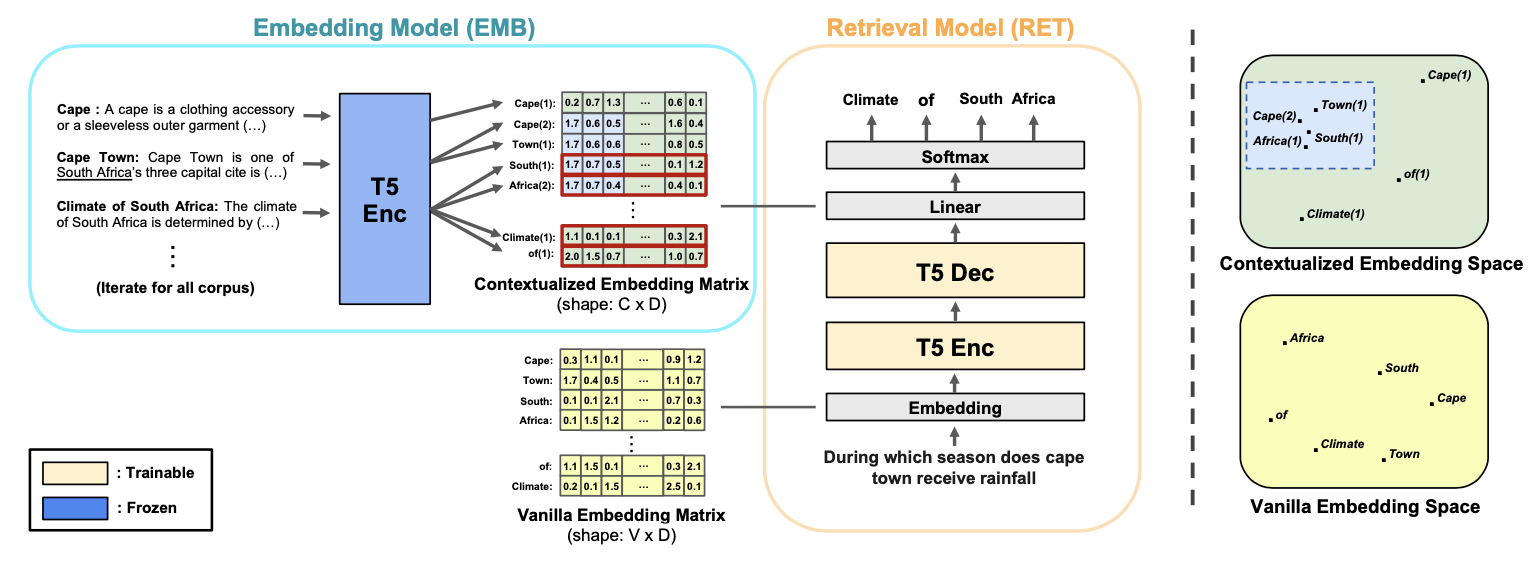 Embedding Model (EMB)
Retrieval Model (RET)
Cape : A cape is a clothing accessory
or a sleeveless outer garment (…)
Cape Town: Cape Town is one of
South Africa's three capital cite is (…)
Climate of South Africa: The climate
of South Africa is determined by (…)
⋮
(Iterate for all corpus)
T5
Enc
Cape(1): 0.2 0.7 1.3 ··· 0.6 0.1
Cape(2): 1.7 0.6 0.5 ··· 1.6 0.4
Town(1): 1.7 0.6 0.6 ··· 0.8 0.5
South(1): 1.7 0.7 0.5 ··· 0.1 1.2
Africa(2): 1.7 0.7 0.4 ··· 0.4 0.1
⋮
Climate(1): 1.1 0.1 0.1 ··· 0.3 2.1
of(1): 2.0 1.5 0.7 ··· 1.0 0.7
Contextualized Embedding Matrix
(shape: C x D)
Cape: 0.3 1.1 0.1 ··· 0.9 1.2
Town: 1.7 0.4 0.5 ··· 1.1 0.7
South: 0.1 0.1 2.1 ··· 0.7 0.3
Africa: 0.1 1.5 1.2 ··· 0.2 0.6
⋮
of: 1.1 1.5 0.1 ··· 0.3 2.1
Climate: 0.2 0.1 1.5 ··· 2.5 0.1
Vanilla Embedding Matrix
(shape: V x D)
: Trainable
: Frozen
Climate of South Africa
Softmax
Linear
T5 Dec
T5 Enc
Embedding
During which season does cape
town receive rainfall
Cape(1)
Town(1)
Cape(2)
Africa(1) South(1)
of(1)
Climate(1)
Contextualized Embedding Space
Africa
South
Cape
of
Climate
Town
Vanilla Embedding Space